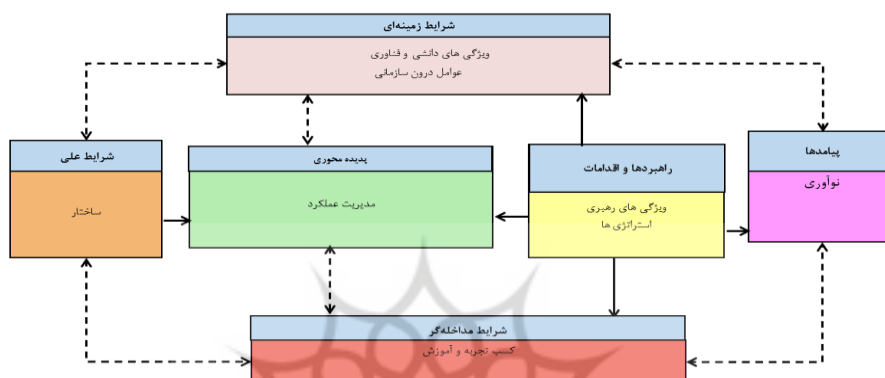 شرایط زمینه‌ای
ویژگی های دانشی و فناوری
عوامل درون سازمانی
شرایط علی
ساختار
پدیده محوری
مدیریت عملکرد
راهبردها و اقدامات
ویژگی های رهبری
استراتژی ها
پیامدها
نوآوری
شرایط مداخله‌گر
کسب تجربه و آموزش